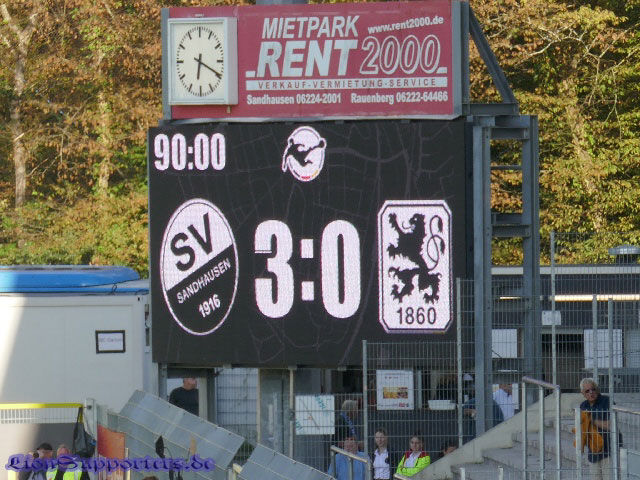 MIETPARK
www.rent2000.de
RENT 2000
VERKAUF-VERMIETUNG-SERVICE
Sandhausen 06224-2001 Rauenberg 06222-64466
90:00
SV
SANDHAUSEN
1916
3:0
1860
LionSupporters.de